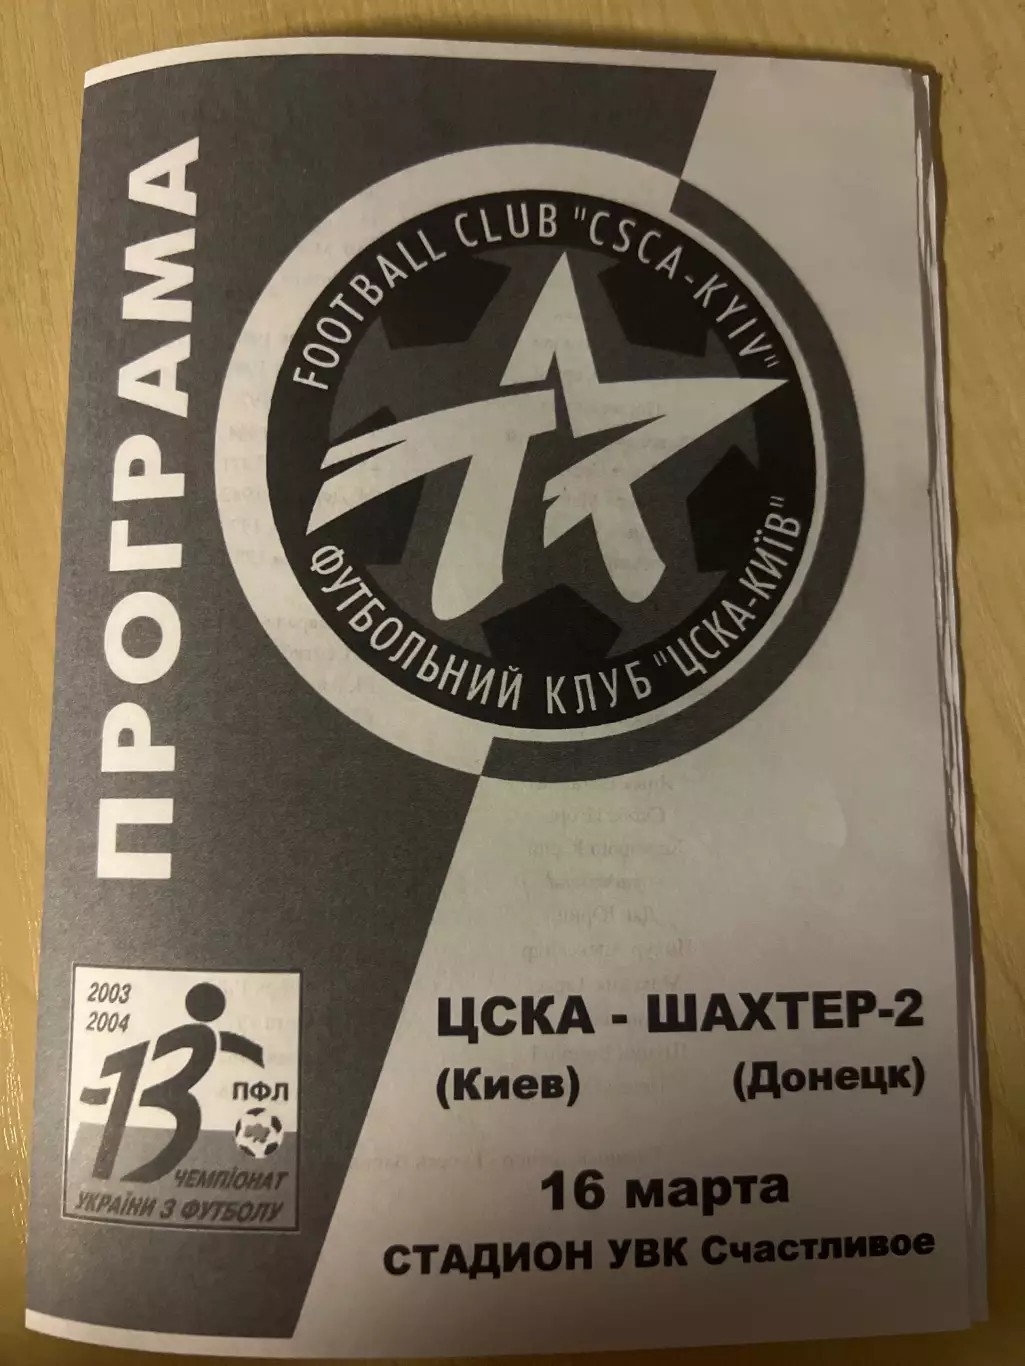 ПРОГРАМА
FOOTBALL CLUB "CSCA-KYIV"
ФУТБОЛЬНИЙ КЛУБ "ЦСКА-КИЇВ"
2003
2004
13
ПФЛ
ЧЕМПІОНАТ
УКРАЇНИ З ФУТБОЛУ
ЦСКА - ШАХТЕР-2
(Киев) (Донецк)
16 марта
СТАДИОН УВК Счастливое